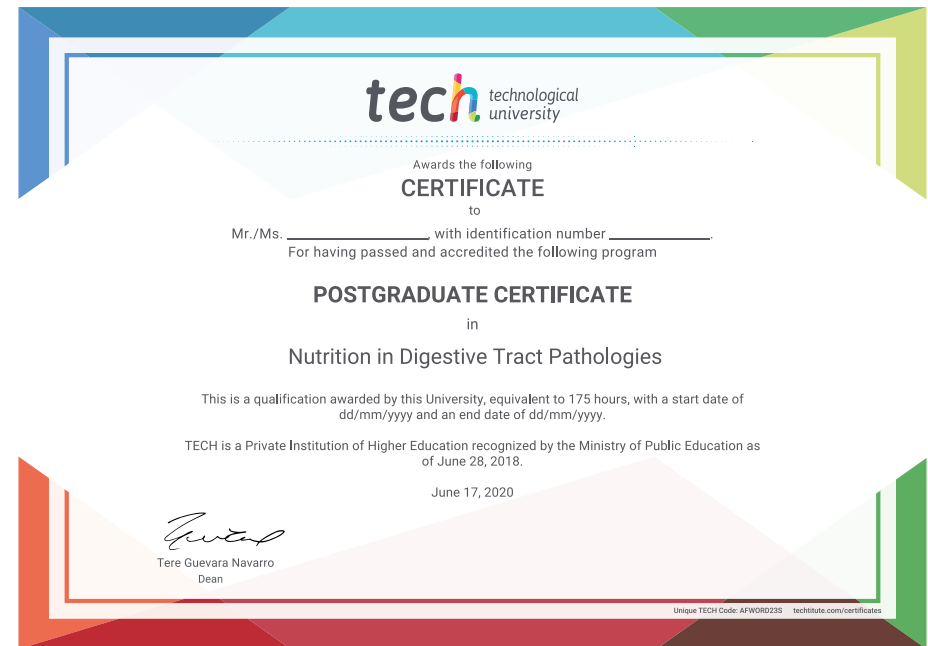 tech technological
university
Awards the following
CERTIFICATE
to
Mr./Ms. ____________________, with identification number ______________.
For having passed and accredited the following program
POSTGRADUATE CERTIFICATE
in
Nutrition in Digestive Tract Pathologies
This is a qualification awarded by this University, equivalent to 175 hours, with a start date of
dd/mm/yyyy and an end date of dd/mm/yyyy.
TECH is a Private Institution of Higher Education recognized by the Ministry of Public Education as
of June 28, 2018.
June 17, 2020
Tere Guevara Navarro
Dean
Unique TECH Code: AFWORD23S techtitute.com/certificates